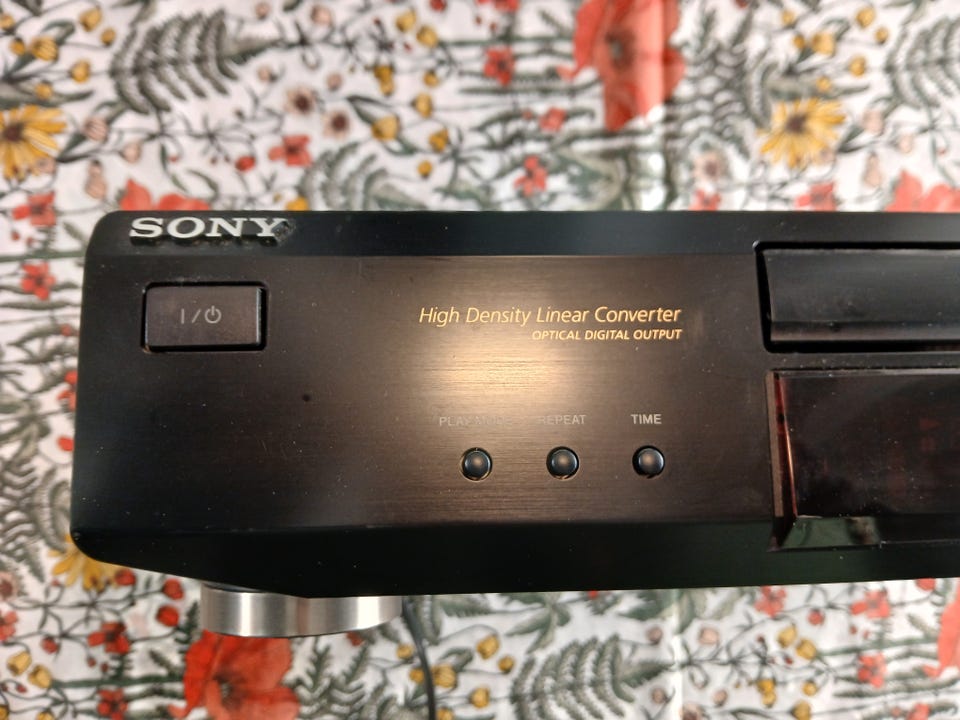 SONY
I/⏻
High Density Linear Converter
OPTICAL DIGITAL OUTPUT
PLAY MODE REPEAT TIME